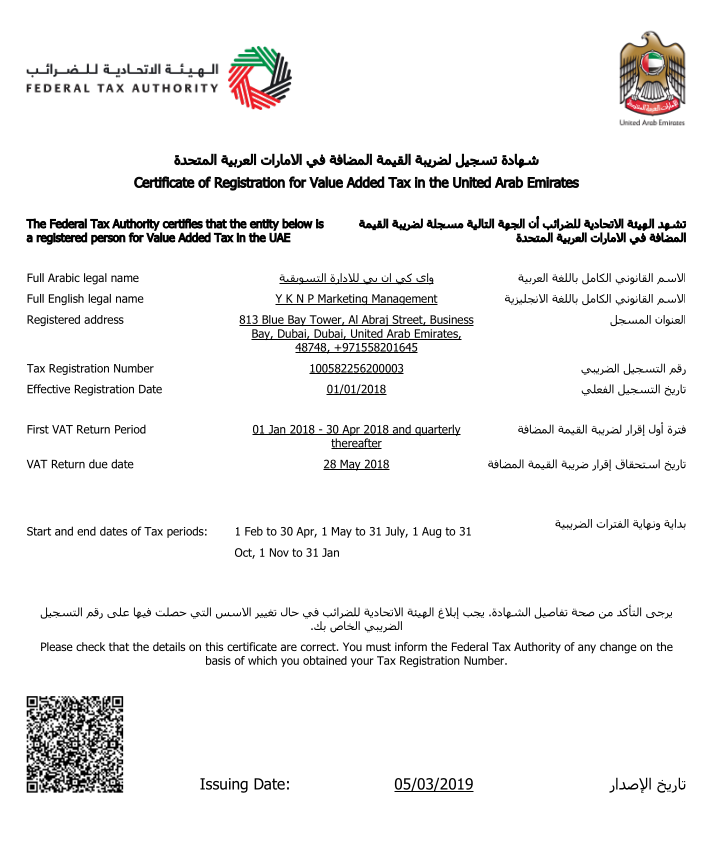 الهيئة الاتحادية للضرائب
FEDERAL TAX AUTHORITY
United Arab Emirates
شهادة تسجيل لضريبة القيمة المضافة في الامارات العربية المتحدة
Certificate of Registration for Value Added Tax in the United Arab Emirates
The Federal Tax Authority certifies that the entity below is
a registered person for Value Added Tax in the UAE
تشهد الهيئة الاتحادية للضرائب أن الجهة التالية مسجلة لضريبة القيمة
المضافة في الامارات العربية المتحدة
Full Arabic legal name واي كي ان بي للادارة التسويقية الاسم القانوني الكامل باللغة العربية
Full English legal name Y K N P Marketing Management الاسم القانوني الكامل باللغة الانجليزية
Registered address 813 Blue Bay Tower, Al Abraj Street, Business العنوان المسجل
Bay, Dubai, Dubai, United Arab Emirates,
48748, +971558201645
Tax Registration Number 100582256200003 رقم التسجيل الضريبي
Effective Registration Date 01/01/2018 تاريخ التسجيل الفعلي
First VAT Return Period 01 Jan 2018 - 30 Apr 2018 and quarterly فترة أول إقرار لضريبة القيمة المضافة
thereafter
VAT Return due date 28 May 2018 تاريخ استحقاق إقرار ضريبة القيمة المضافة
Start and end dates of Tax periods: 1 Feb to 30 Apr, 1 May to 31 July, 1 Aug to 31 بداية ونهاية الفترات الضريبية
Oct, 1 Nov to 31 Jan
يرجى التأكد من صحة تفاصيل الشهادة. يجب إبلاغ الهيئة الاتحادية للضرائب في حال تغيير الاسس التي حصلت فيها على رقم التسجيل
الضريبي الخاص بك.
Please check that the details on this certificate are correct. You must inform the Federal Tax Authority of any change on the
basis of which you obtained your Tax Registration Number.
Issuing Date: 05/03/2019 تاريخ الإصدار